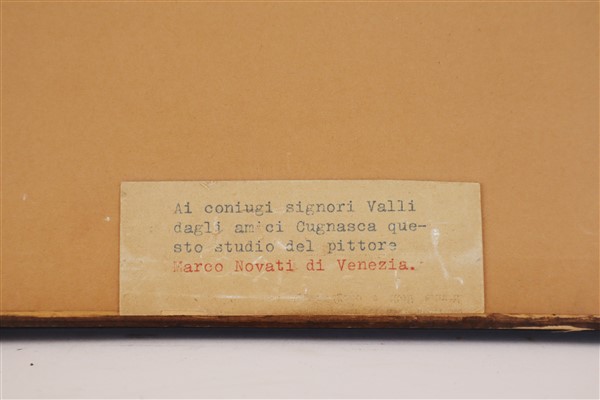 Ai coniugi signori Valli
dagli amici Cugnasca que-
sto studio del pittore
Marco Novati di Venezia.